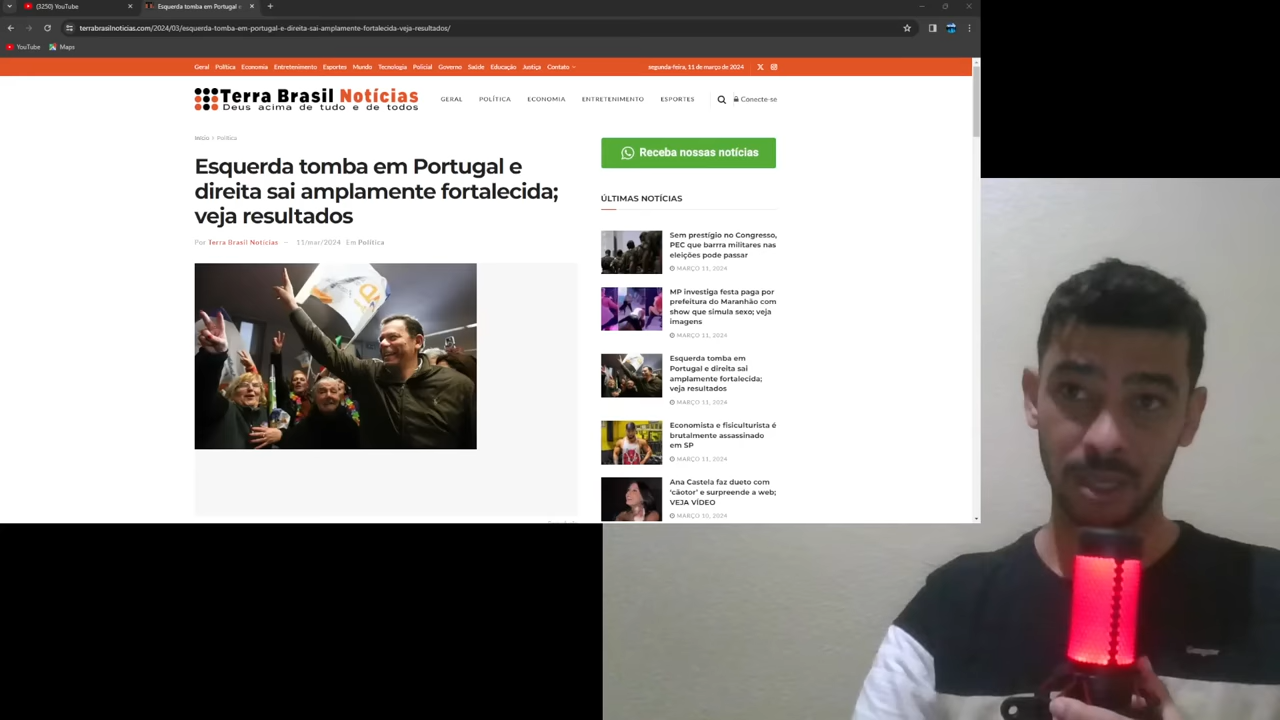 (3250) YouTube
Esquerda tomba em Portugal e
terrabrasilnoticias.com/2024/03/esquerda-tomba-em-portugal-e-direita-sai-amplamente-fortalecida-veja-resultados/
YouTube
Maps
Geral Política Economia Entretenimento Esportes Mundo Tecnologia Policial Governo Saúde Educação Justiça Contato
segunda-feira, 11 de março de 2024
Terra Brasil Notícias
Deus acima de tudo e de todos
GERAL POLÍTICA ECONOMIA ENTRETENIMENTO ESPORTES
Conecte-se
Início > Política
Esquerda tomba em Portugal e
direita sai amplamente fortalecida;
veja resultados
Por Terra Brasil Notícias — 11/mar/2024 Em Política
Receba nossas notícias
ÚLTIMAS NOTÍCIAS
Sem prestígio no Congresso,
PEC que barrra militares nas
eleições pode passar
MARÇO 11, 2024
MP investiga festa paga por
prefeitura do Maranhão com
show que simula sexo; veja
imagens
MARÇO 11, 2024
Esquerda tomba em
Portugal e direita sai
amplamente fortalecida;
veja resultados
MARÇO 11, 2024
Economista e fisiculturista é
brutalmente assassinado
em SP
MARÇO 11, 2024
Ana Castela faz dueto com
'cãotor' e surpreende a web;
VEJA VÍDEO
MARÇO 10, 2024